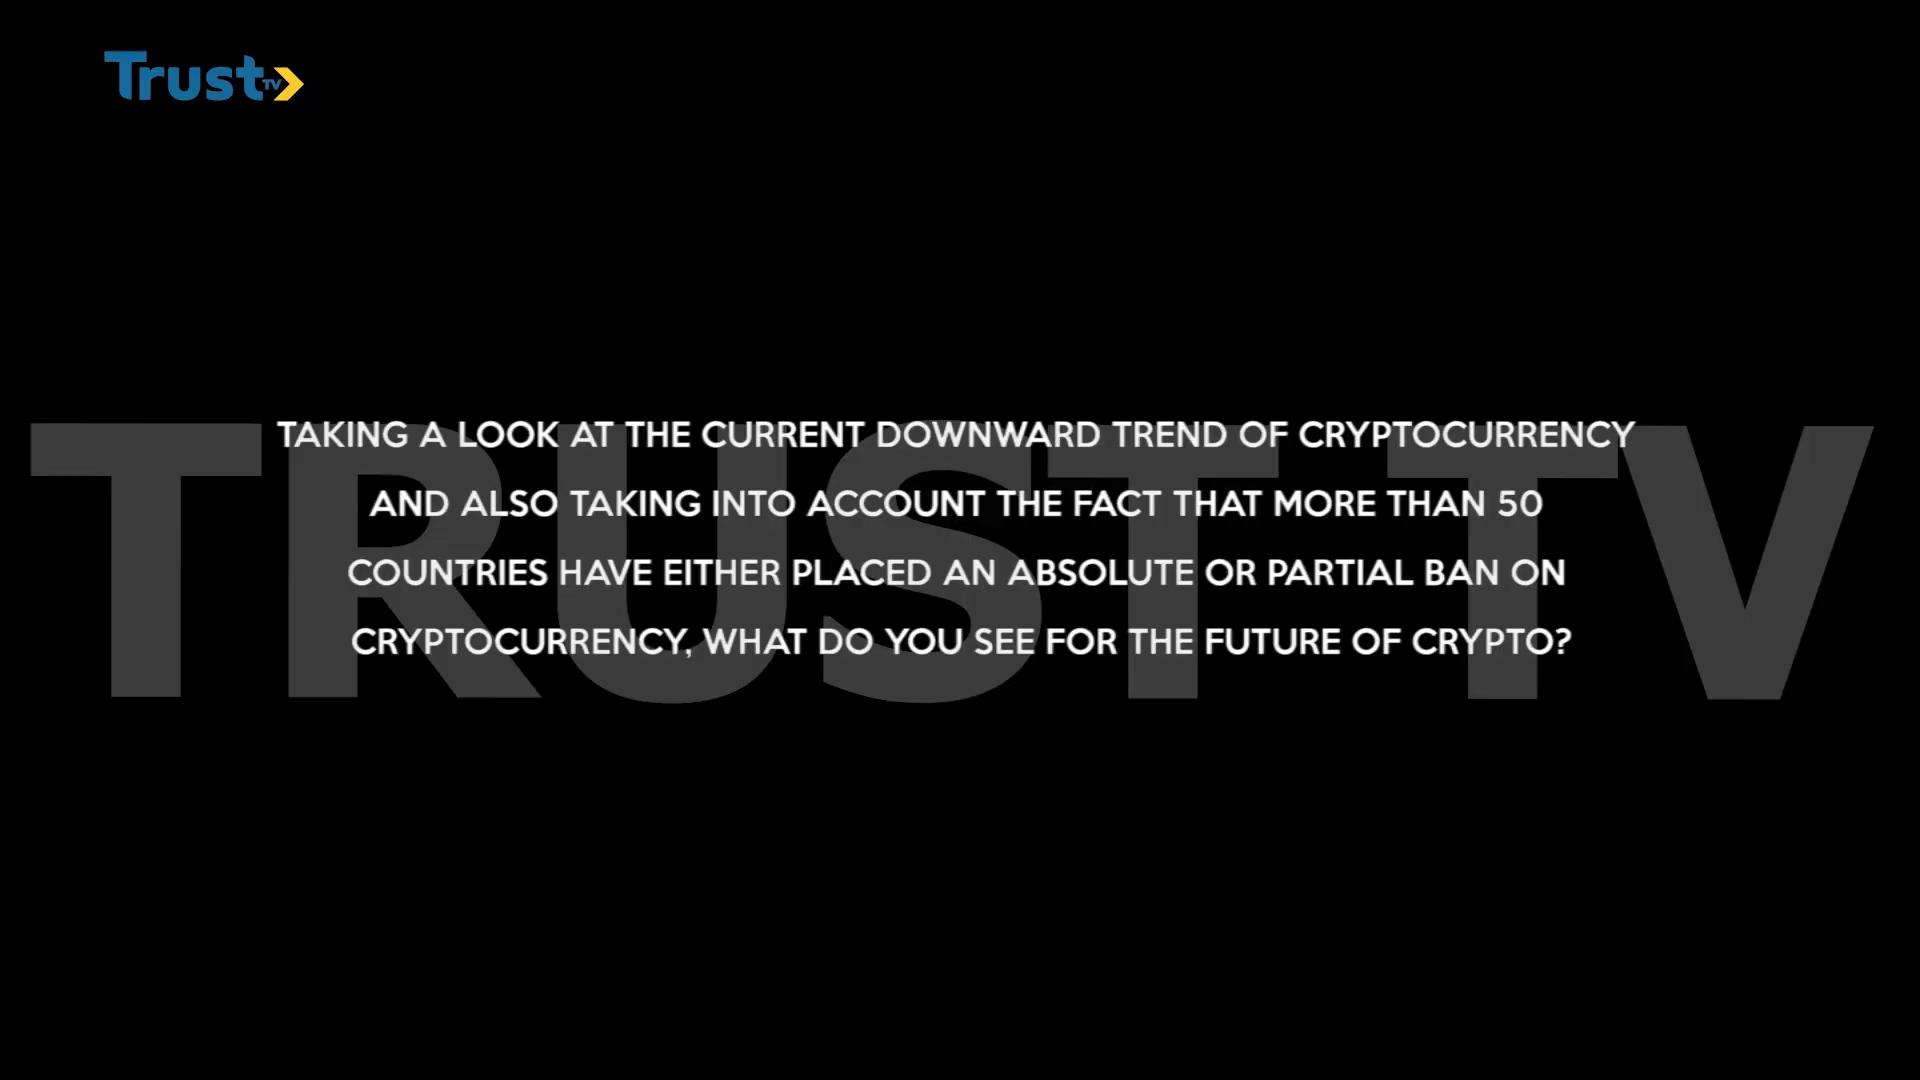 Trust TV
TRUST TV
TAKING A LOOK AT THE CURRENT DOWNWARD TREND OF CRYPTOCURRENCY
AND ALSO TAKING INTO ACCOUNT THE FACT THAT MORE THAN 50
COUNTRIES HAVE EITHER PLACED AN ABSOLUTE OR PARTIAL BAN ON
CRYPTOCURRENCY, WHAT DO YOU SEE FOR THE FUTURE OF CRYPTO?